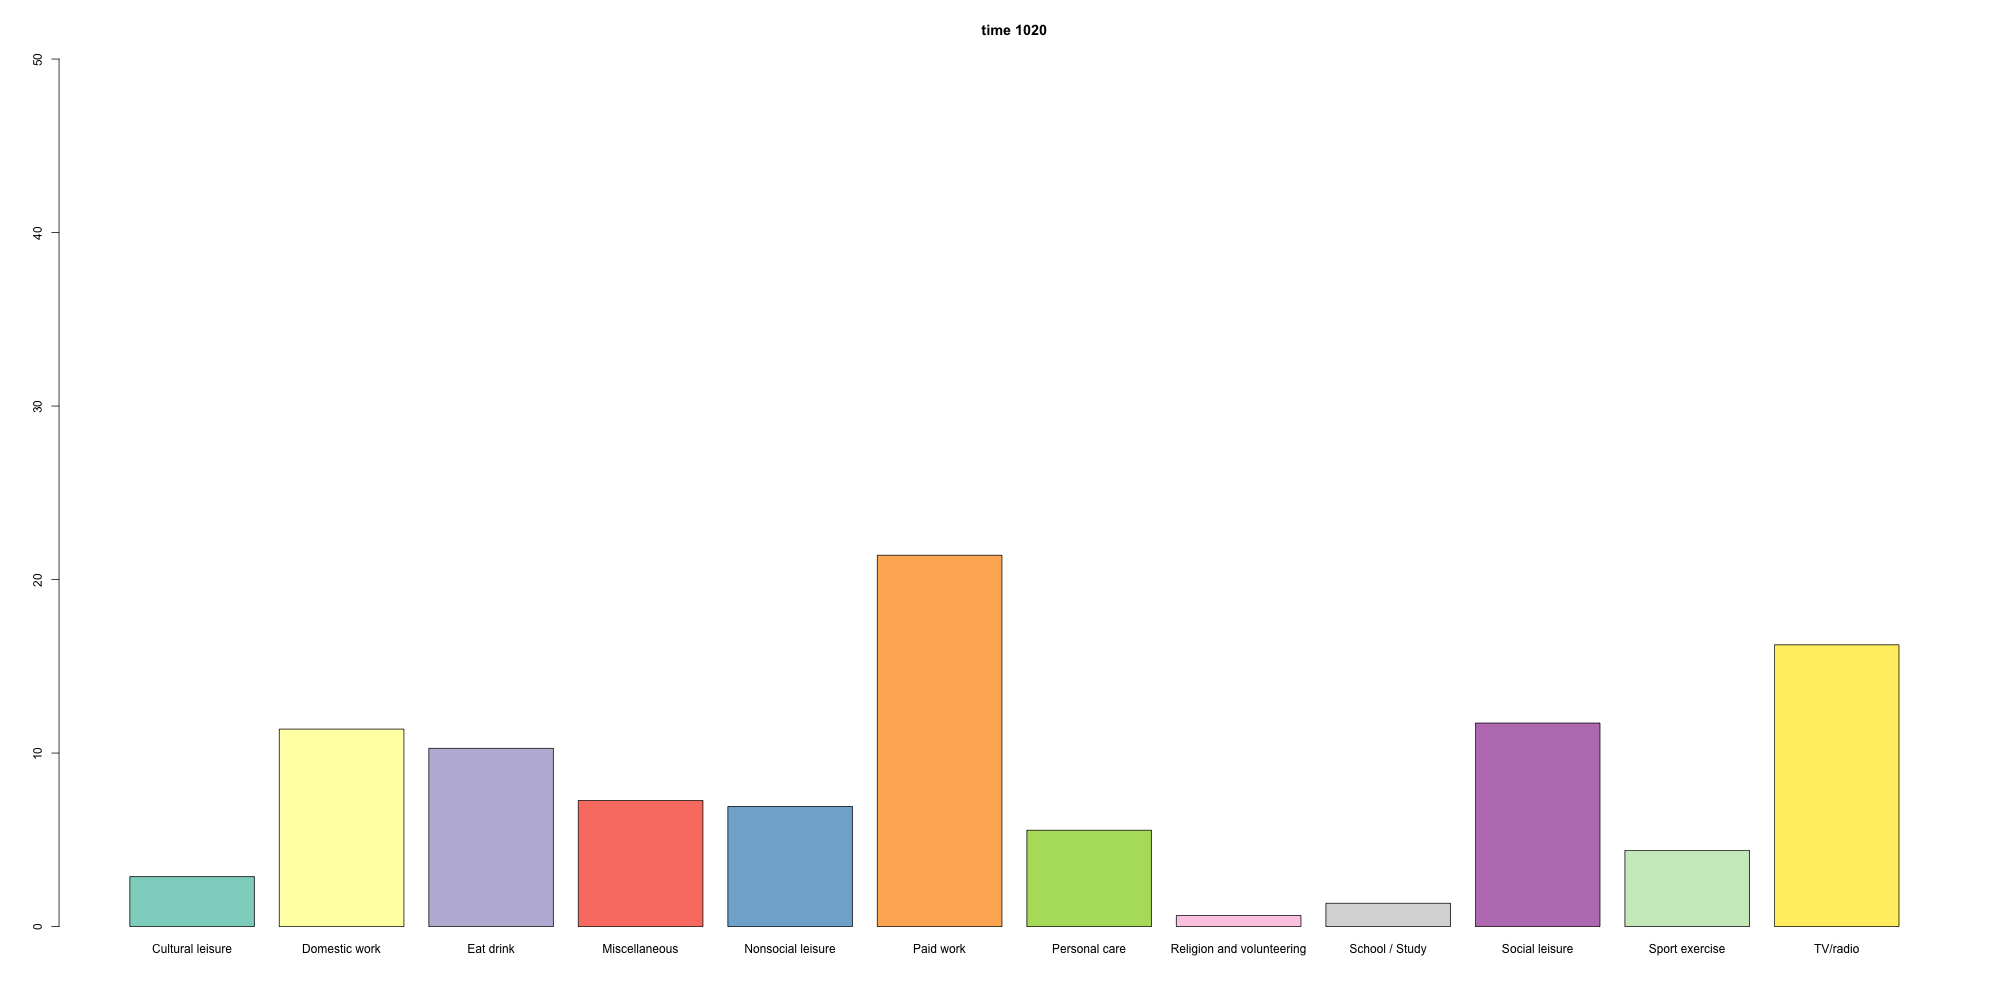 time 1020
50
40
30
20
10
0
Cultural leisure
Domestic work
Eat drink
Miscellaneous
Nonsocial leisure
Paid work
Personal care
Religion and volunteering
School / Study
Social leisure
Sport exercise
TV/radio